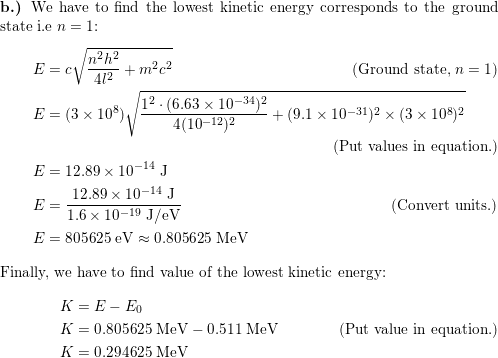 b.) We have to find the lowest kinetic energy corresponds to the ground
state i.e n = 1:
E = c√(n²h²/4l² + m²c²) (Ground state, n = 1)
E = (3 × 10⁸)√(1² · (6.63 × 10⁻³⁴)²/4(10⁻¹²)² + (9.1 × 10⁻³¹)² × (3 × 10⁸)²)
(Put values in equation.)
E = 12.89 × 10⁻¹⁴ J
E = 12.89 × 10⁻¹⁴ J/1.6 × 10⁻¹⁹ J/eV (Convert units.)
E = 805625 eV ≈ 0.805625 MeV
Finally, we have to find value of the lowest kinetic energy:
K = E − E₀
K = 0.805625 MeV − 0.511 MeV (Put value in equation.)
K = 0.294625 MeV